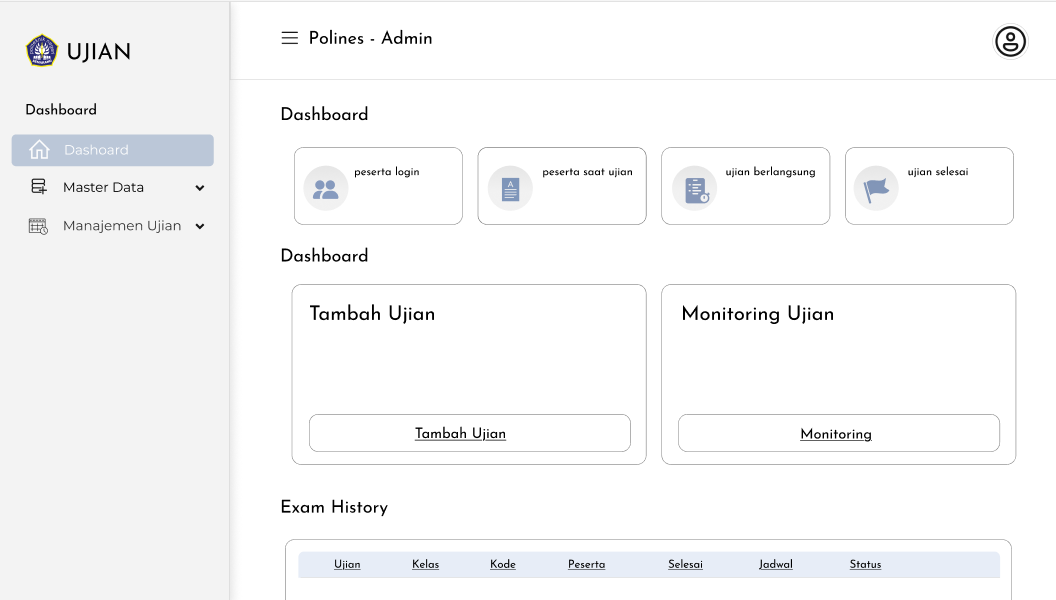 UJIAN
Polines - Admin
Dashboard
Dashoard
Master Data
Manajemen Ujian
Dashboard
peserta login
peserta saat ujian
ujian berlangsung
ujian selesai
Dashboard
Tambah Ujian
Monitoring Ujian
Tambah Ujian
Monitoring
Exam History
Ujian Kelas Kode Peserta Selesai Jadwal Status